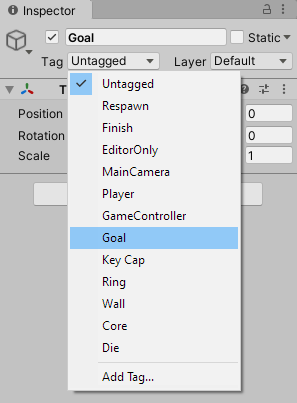 Inspector
Goal Static
Tag Untagged Layer Default
Untagged
T
Respawn
Position 0
Finish
Rotation 0
EditorOnly
Scale 1
MainCamera
Player
GameController
Goal
Key Cap
Ring
Wall
Core
Die
Add Tag...